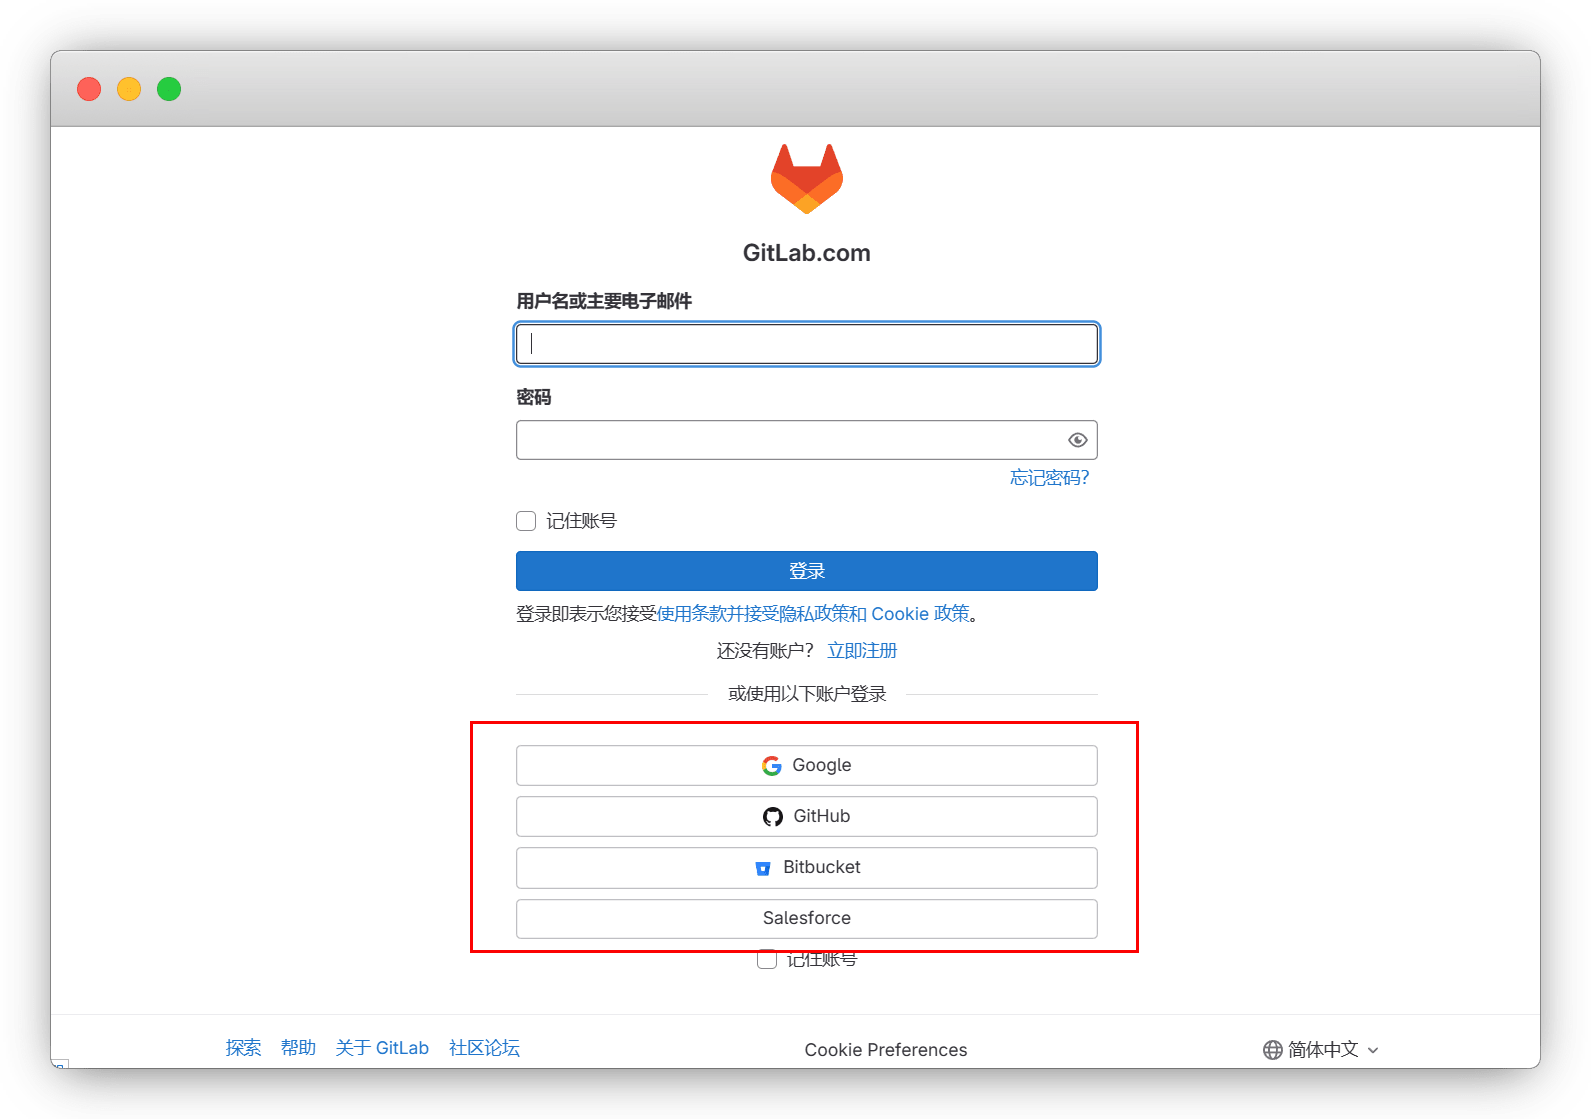 GitLab.com
用户名或主要电子邮件
密码
忘记密码？
记住账号
登录
登录即表示您接受使用条款并接受隐私政策和 Cookie 政策。
还没有账户？ 立即注册
或使用以下账户登录
Google
GitHub
Bitbucket
Salesforce
记住账号
探索 帮助 关于 GitLab 社区论坛 Cookie Preferences 简体中文